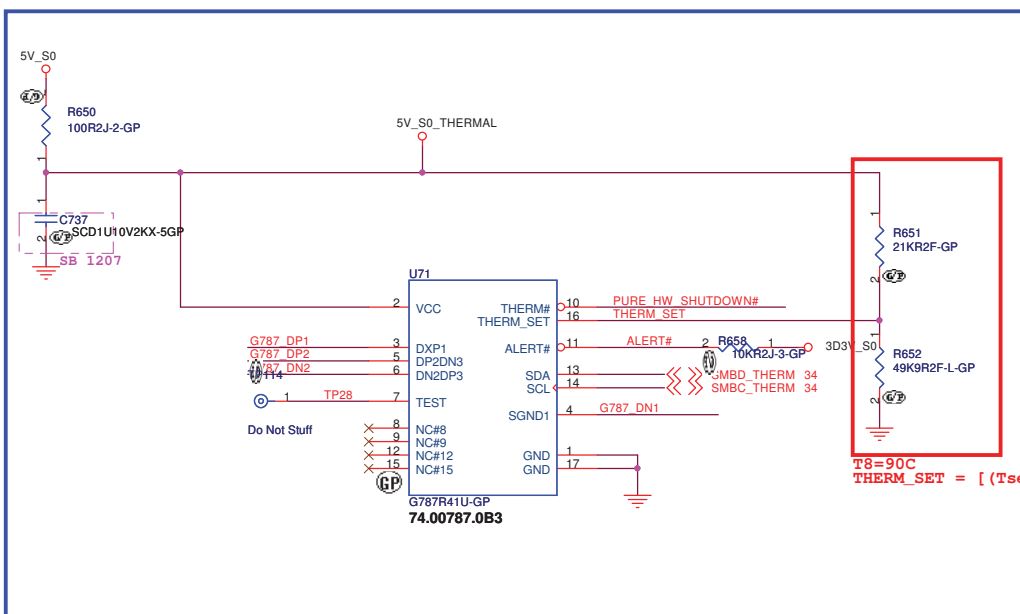 5V_S0
R650
100R2J-2-GP
1
5V_S0_THERMAL
1
C737
SCD1U10V2KX-5GP
2
SB 1207
1
R651
21KR2F-GP
2
U71
2
VCC
THERM#
10
PURE_HW_SHUTDOWN#
THERM_SET
16
THERM_SET
G787_DP1
3
DXP1
ALERT#
11
ALERT#
2
R658
1
3D3V_S0
10KR2J-3-GP
1
R652
49K9R2F-L-GP
2
G787_DP2
5
DP2DN3
6
DN2DP3
SDA
13
SMBD_THERM 34
SCL
14
SMBC_THERM 34
1
TP28
7
TEST
SGND1
4
G787_DN1
Do Not Stuff
8
NC#8
9
NC#9
12
NC#12
GND
1
15
NC#15
GND
17
GP
G787R41U-GP
74.00787.0B3
T8=90C
THERM_SET = [(Tse